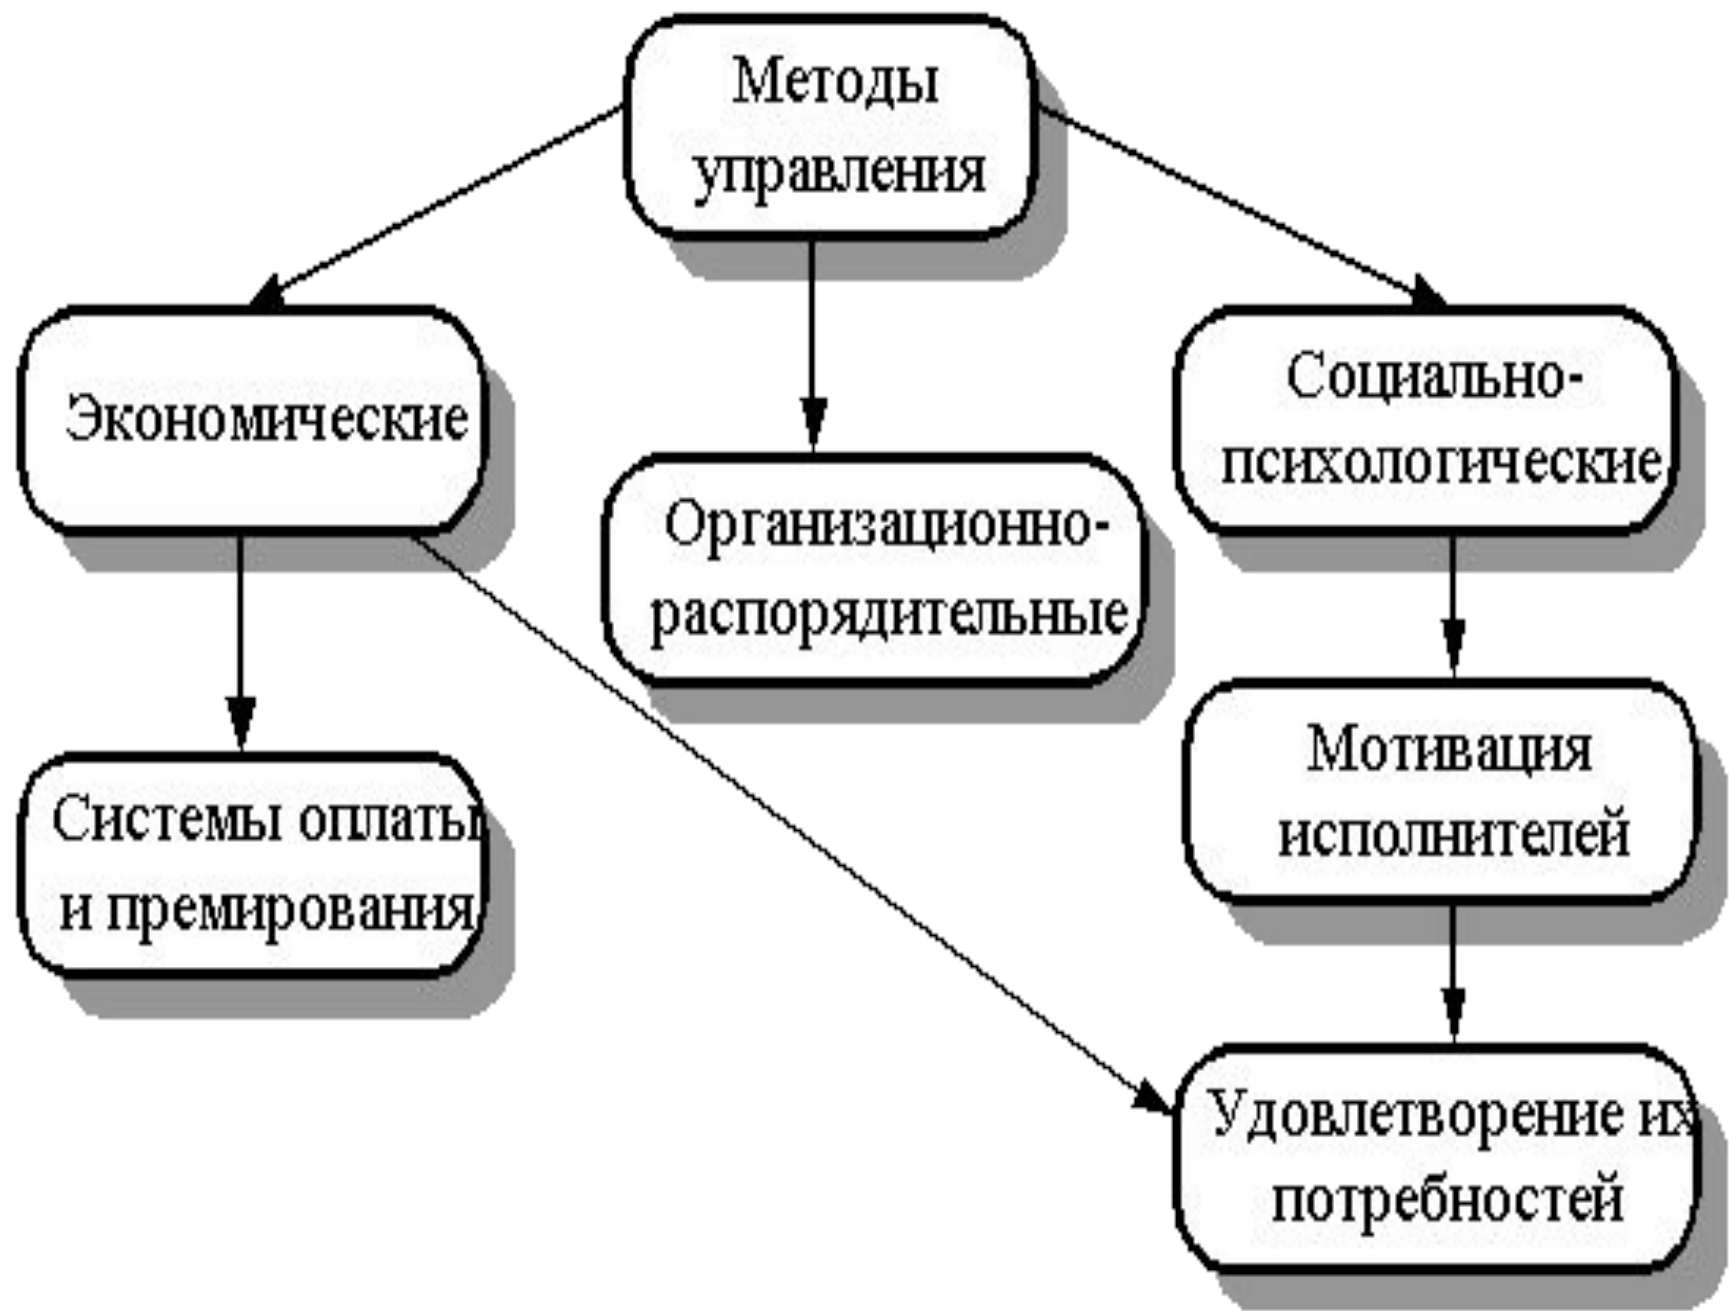 Методы
управления
Экономические
Социально-
психологические
Организационно-
распорядительные
Мотивация
исполнителей
Системы оплаты
и премирования
Удовлетворение их
потребностей